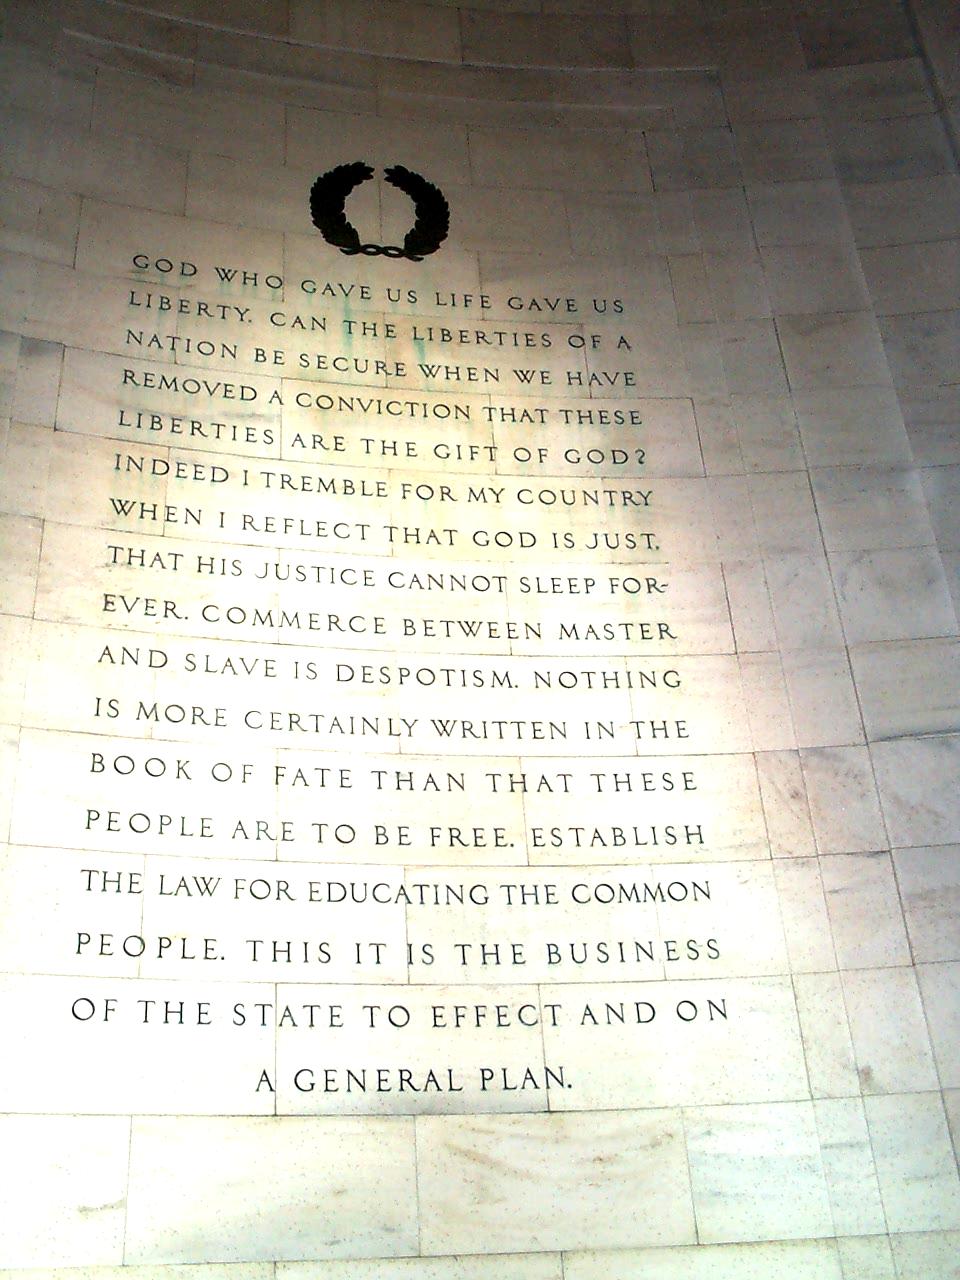 GOD WHO GAVE US LIFE GAVE US
LIBERTY. CAN THE LIBERTIES OF A
NATION BE SECURE WHEN WE HAVE
REMOVED A CONVICTION THAT THESE
LIBERTIES ARE THE GIFT OF GOD?
INDEED I TREMBLE FOR MY COUNTRY
WHEN I REFLECT THAT GOD IS JUST,
THAT HIS JUSTICE CANNOT SLEEP FOR-
EVER. COMMERCE BETWEEN MASTER
AND SLAVE IS DESPOTISM. NOTHING
IS MORE CERTAINLY WRITTEN IN THE
BOOK OF FATE THAN THAT THESE
PEOPLE ARE TO BE FREE. ESTABLISH
THE LAW FOR EDUCATING THE COMMON
PEOPLE. THIS IT IS THE BUSINESS
OF THE STATE TO EFFECT AND ON
A GENERAL PLAN.